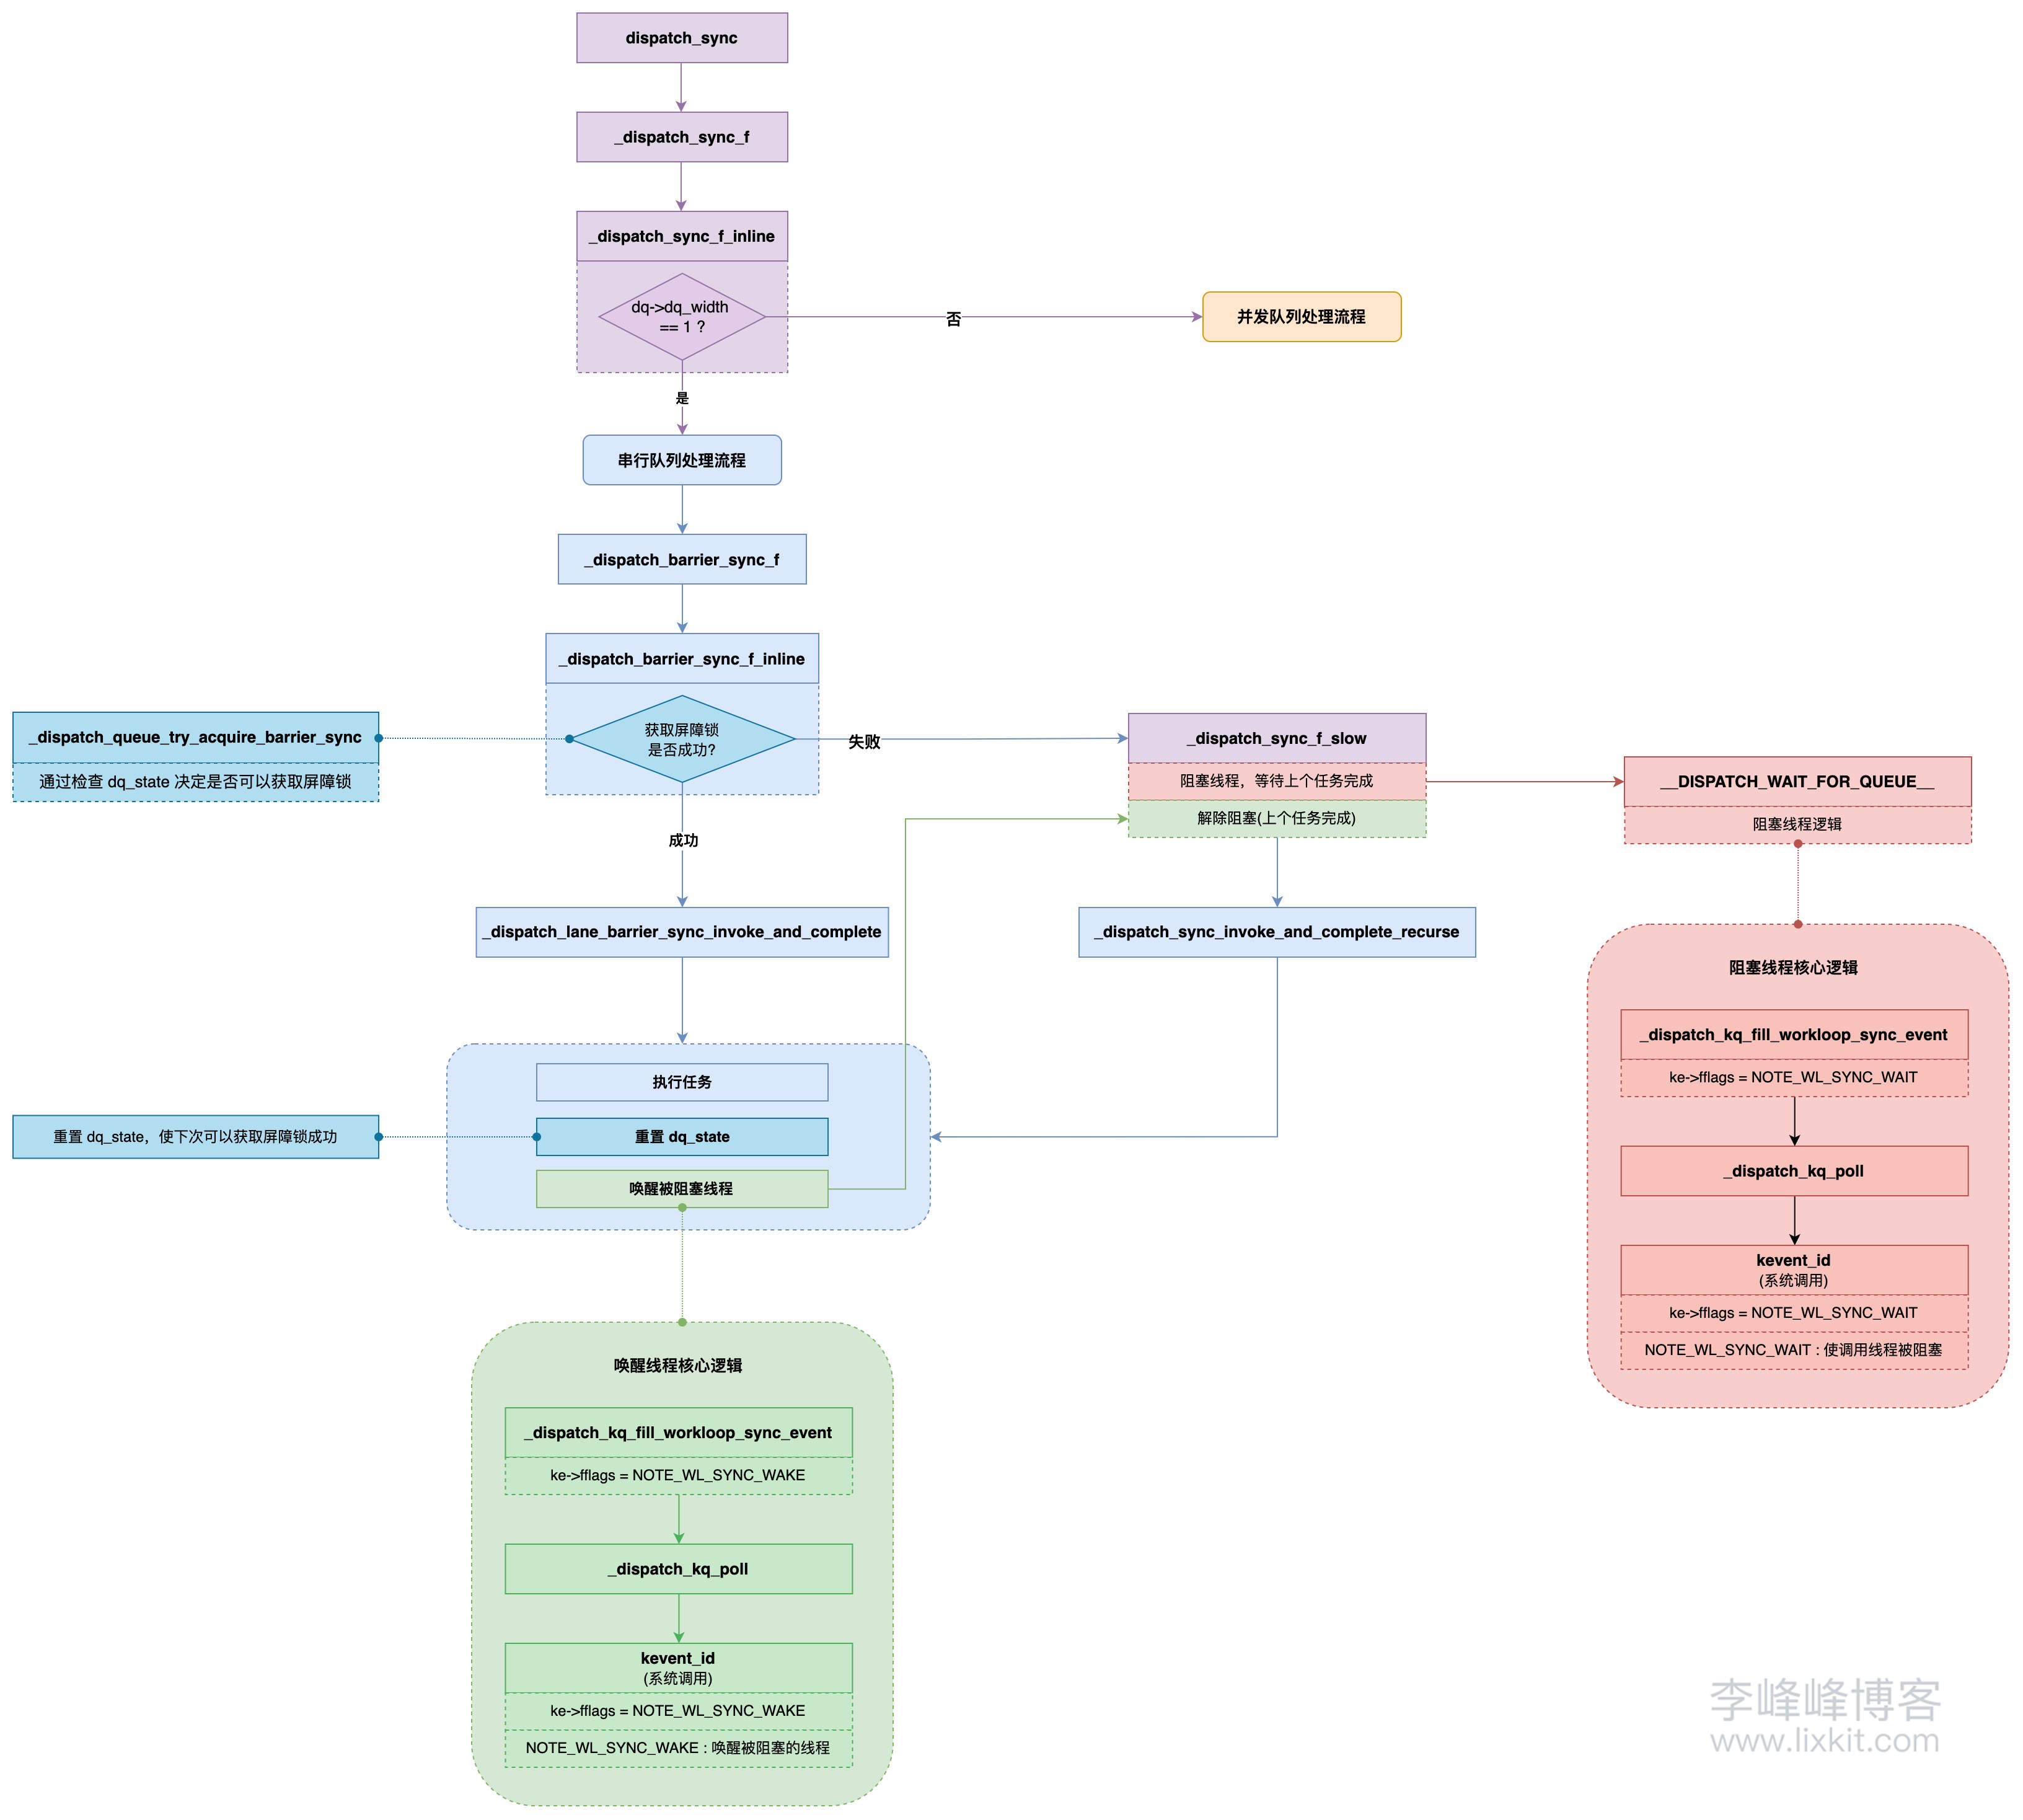 dispatch_sync
_dispatch_sync_f
_dispatch_sync_f_inline
dq->dq_width
== 1 ?
否
并发队列处理流程
是
串行队列处理流程
_dispatch_barrier_sync_f
_dispatch_barrier_sync_f_inline
获取屏障锁
是否成功?
_dispatch_queue_try_acquire_barrier_sync
通过检查 dq_state 决定是否可以获取屏障锁
失败
_dispatch_sync_f_slow
阻塞线程，等待上个任务完成
解除阻塞(上个任务完成)
__DISPATCH_WAIT_FOR_QUEUE__
阻塞线程逻辑
成功
_dispatch_lane_barrier_sync_invoke_and_complete
_dispatch_sync_invoke_and_complete_recurse
执行任务
重置 dq_state
唤醒被阻塞线程
重置 dq_state，使下次可以获取屏障锁成功
阻塞线程核心逻辑
_dispatch_kq_fill_workloop_sync_event
ke->fflags = NOTE_WL_SYNC_WAIT
_dispatch_kq_poll
kevent_id
(系统调用)
ke->fflags = NOTE_WL_SYNC_WAIT
NOTE_WL_SYNC_WAIT : 使调用线程被阻塞
唤醒线程核心逻辑
_dispatch_kq_fill_workloop_sync_event
ke->fflags = NOTE_WL_SYNC_WAKE
_dispatch_kq_poll
kevent_id
(系统调用)
ke->fflags = NOTE_WL_SYNC_WAKE
NOTE_WL_SYNC_WAKE : 唤醒被阻塞的线程
李峰峰博客
www.lixkit.com